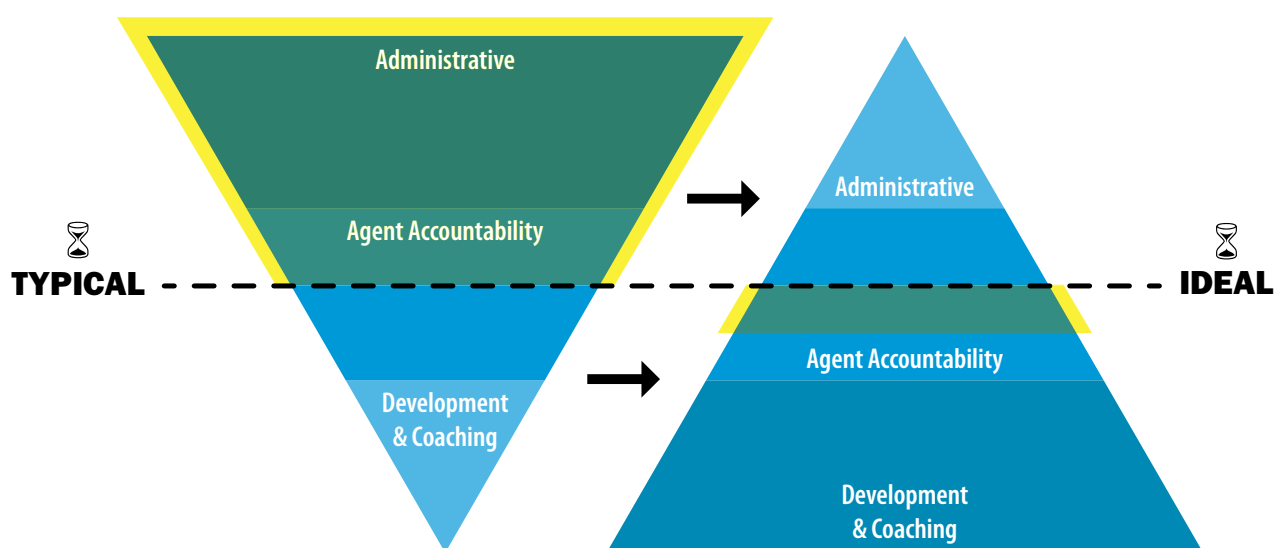 Administrative
Agent Accountability
Development
& Coaching
TYPICAL
Administrative
Agent Accountability
Development
& Coaching
IDEAL